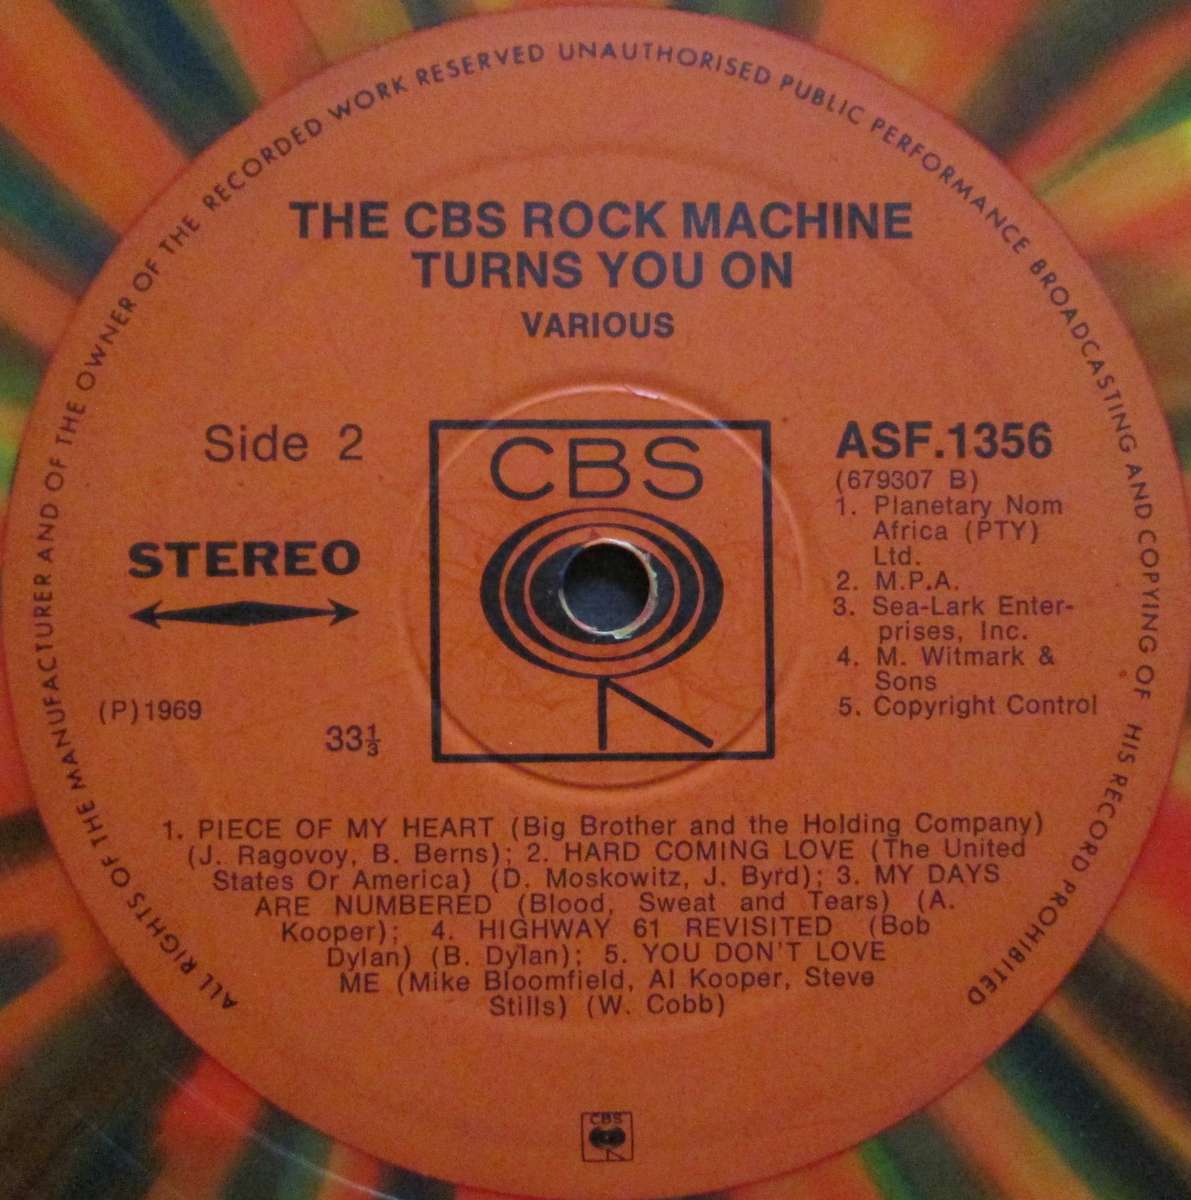 ALL RIGHTS OF THE MANUFACTURER AND OF THE OWNER OF THE RECORDED WORK RESERVED UNAUTHORISED PUBLIC PERFORMANCE BROADCASTING AND COPYING OF HIS RECORD PROHIBITED
THE CBS ROCK MACHINE
TURNS YOU ON
VARIOUS
Side 2
STEREO
(P)1969
33⅓
CBS
ASF.1356
(679307 B)
1. Planetary Nom
Africa (PTY)
Ltd.
2. M.P.A.
3. Sea-Lark Enter-
prises, Inc.
4. M. Witmark &
Sons
5. Copyright Control
1. PIECE OF MY HEART (Big Brother and the Holding Company)
(J. Ragovoy, B. Berns); 2. HARD COMING LOVE (The United
States Or America) (D. Moskowitz, J. Byrd); 3. MY DAYS
ARE NUMBERED (Blood, Sweat and Tears) (A.
Kooper); 4. HIGHWAY 61 REVISITED (Bob
Dylan) (B. Dylan); 5. YOU DON'T LOVE
ME (Mike Bloomfield, Al Kooper, Steve
Stills) (W. Cobb)
CBS